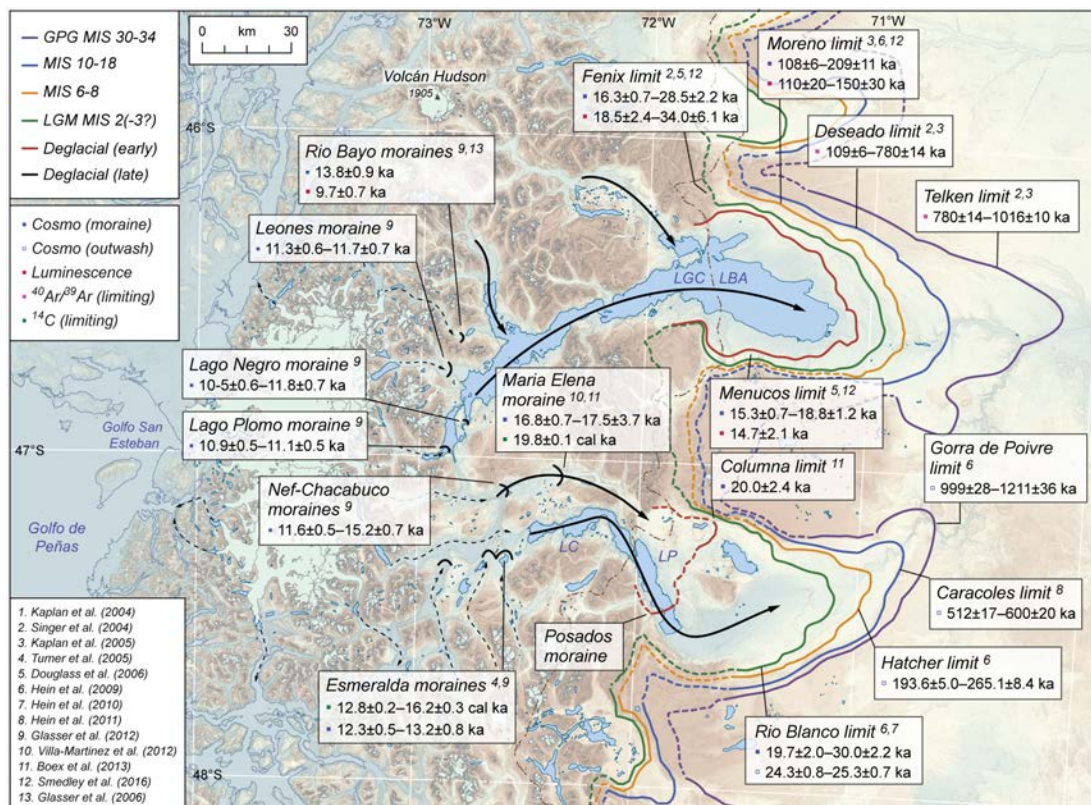 73°W
72°W
71°W
GPG MIS 30-34
MIS 10-18
MIS 6-8
LGM MIS 2(-3?)
Deglacial (early)
Deglacial (late)
0 km 30
Cosmo (moraine)
Cosmo (outwash)
Luminescence
⁴⁰Ar/³⁹Ar (limiting)
¹⁴C (limiting)
Volcán Hudson
1905
46°S
Fenix limit 2,5,12
16.3±0.7–28.5±2.2 ka
18.5±2.4–34.0±6.1 ka
Moreno limit 3,6,12
108±6–209±11 ka
110±20–150±30 ka
Deseado limit 2,3
109±6–780±14 ka
Telken limit 2,3
780±14–1016±10 ka
Rio Bayo moraines 9,13
13.8±0.9 ka
9.7±0.7 ka
Leones moraine 9
11.3±0.6–11.7±0.7 ka
LGC LBA
Lago Negro moraine 9
10-5±0.6–11.8±0.7 ka
Maria Elena
moraine 10,11
16.8±0.7–17.5±3.7 ka
19.8±0.1 cal ka
Menucos limit 5,12
15.3±0.7–18.8±1.2 ka
14.7±2.1 ka
Golfo San
Esteban
Lago Plomo moraine 9
10.9±0.5–11.1±0.5 ka
47°S
Columna limit 11
20.0±2.4 ka
Gorra de Poivre
limit 6
999±28–1211±36 ka
Nef-Chacabuco
moraines 9
11.6±0.5–15.2±0.7 ka
Golfo de
Peñas
LC
LP
Caracoles limit 8
512±17–600±20 ka
Posados
moraine
Hatcher limit 6
193.6±5.0–265.1±8.4 ka
Esmeralda moraines 4,9
12.8±0.2–16.2±0.3 cal ka
12.3±0.5–13.2±0.8 ka
Rio Blanco limit 6,7
19.7±2.0–30.0±2.2 ka
24.3±0.8–25.3±0.7 ka
48°S
1. Kaplan et al. (2004)
2. Singer et al. (2004)
3. Kaplan et al. (2005)
4. Turner et al. (2005)
5. Douglass et al. (2006)
6. Hein et al. (2009)
7. Hein et al. (2010)
8. Hein et al. (2011)
9. Glasser et al. (2012)
10. Villa-Martinez et al. (2012)
11. Boex et al. (2013)
12. Smedley et al. (2016)
13. Glasser et al. (2006)